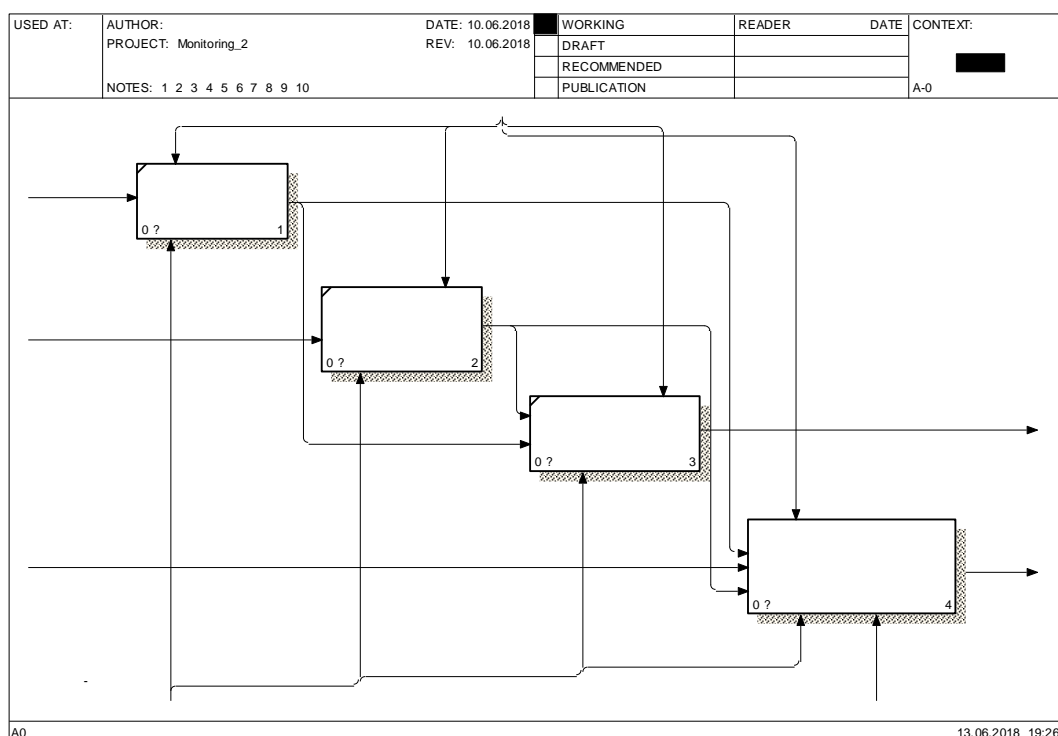 USED AT:
AUTHOR:
DATE: 10.06.2018
WORKING
READER
DATE
CONTEXT:
PROJECT: Monitoring_2
REV: 10.06.2018
DRAFT
RECOMMENDED
NOTES: 1 2 3 4 5 6 7 8 9 10
PUBLICATION
A-0
0 ?
1
0 ?
2
0 ?
3
0 ?
4
-
A0
13.06.2018 19:26